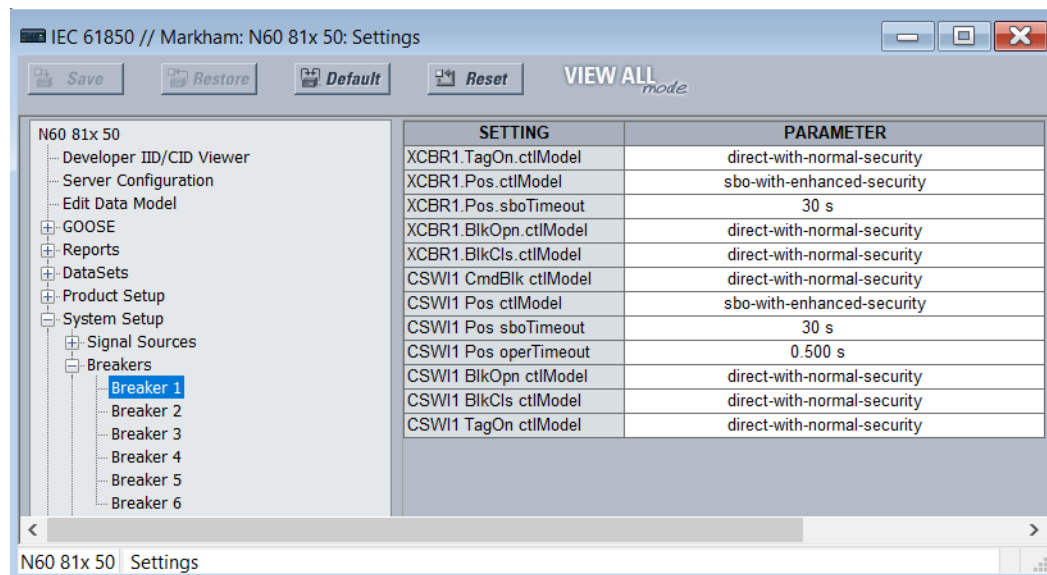 IEC 61850 // Markham: N60 81x 50: Settings
Save Restore Default Reset VIEW ALL mode
N60 81x 50
Developer IID/CID Viewer
Server Configuration
Edit Data Model
GOOSE
Reports
DataSets
Product Setup
System Setup
Signal Sources
Breakers
Breaker 1
Breaker 2
Breaker 3
Breaker 4
Breaker 5
Breaker 6
SETTING PARAMETER
XCBR1.TagOn.ctlModel direct-with-normal-security
XCBR1.Pos.ctlModel sbo-with-enhanced-security
XCBR1.Pos.sboTimeout 30 s
XCBR1.BlkOpn.ctlModel direct-with-normal-security
XCBR1.BlkCls.ctlModel direct-with-normal-security
CSWI1 CmdBlk ctlModel direct-with-normal-security
CSWI1 Pos ctlModel sbo-with-enhanced-security
CSWI1 Pos sboTimeout 30 s
CSWI1 Pos operTimeout 0.500 s
CSWI1 BlkOpn ctlModel direct-with-normal-security
CSWI1 BlkCls ctlModel direct-with-normal-security
CSWI1 TagOn ctlModel direct-with-normal-security
N60 81x 50 Settings